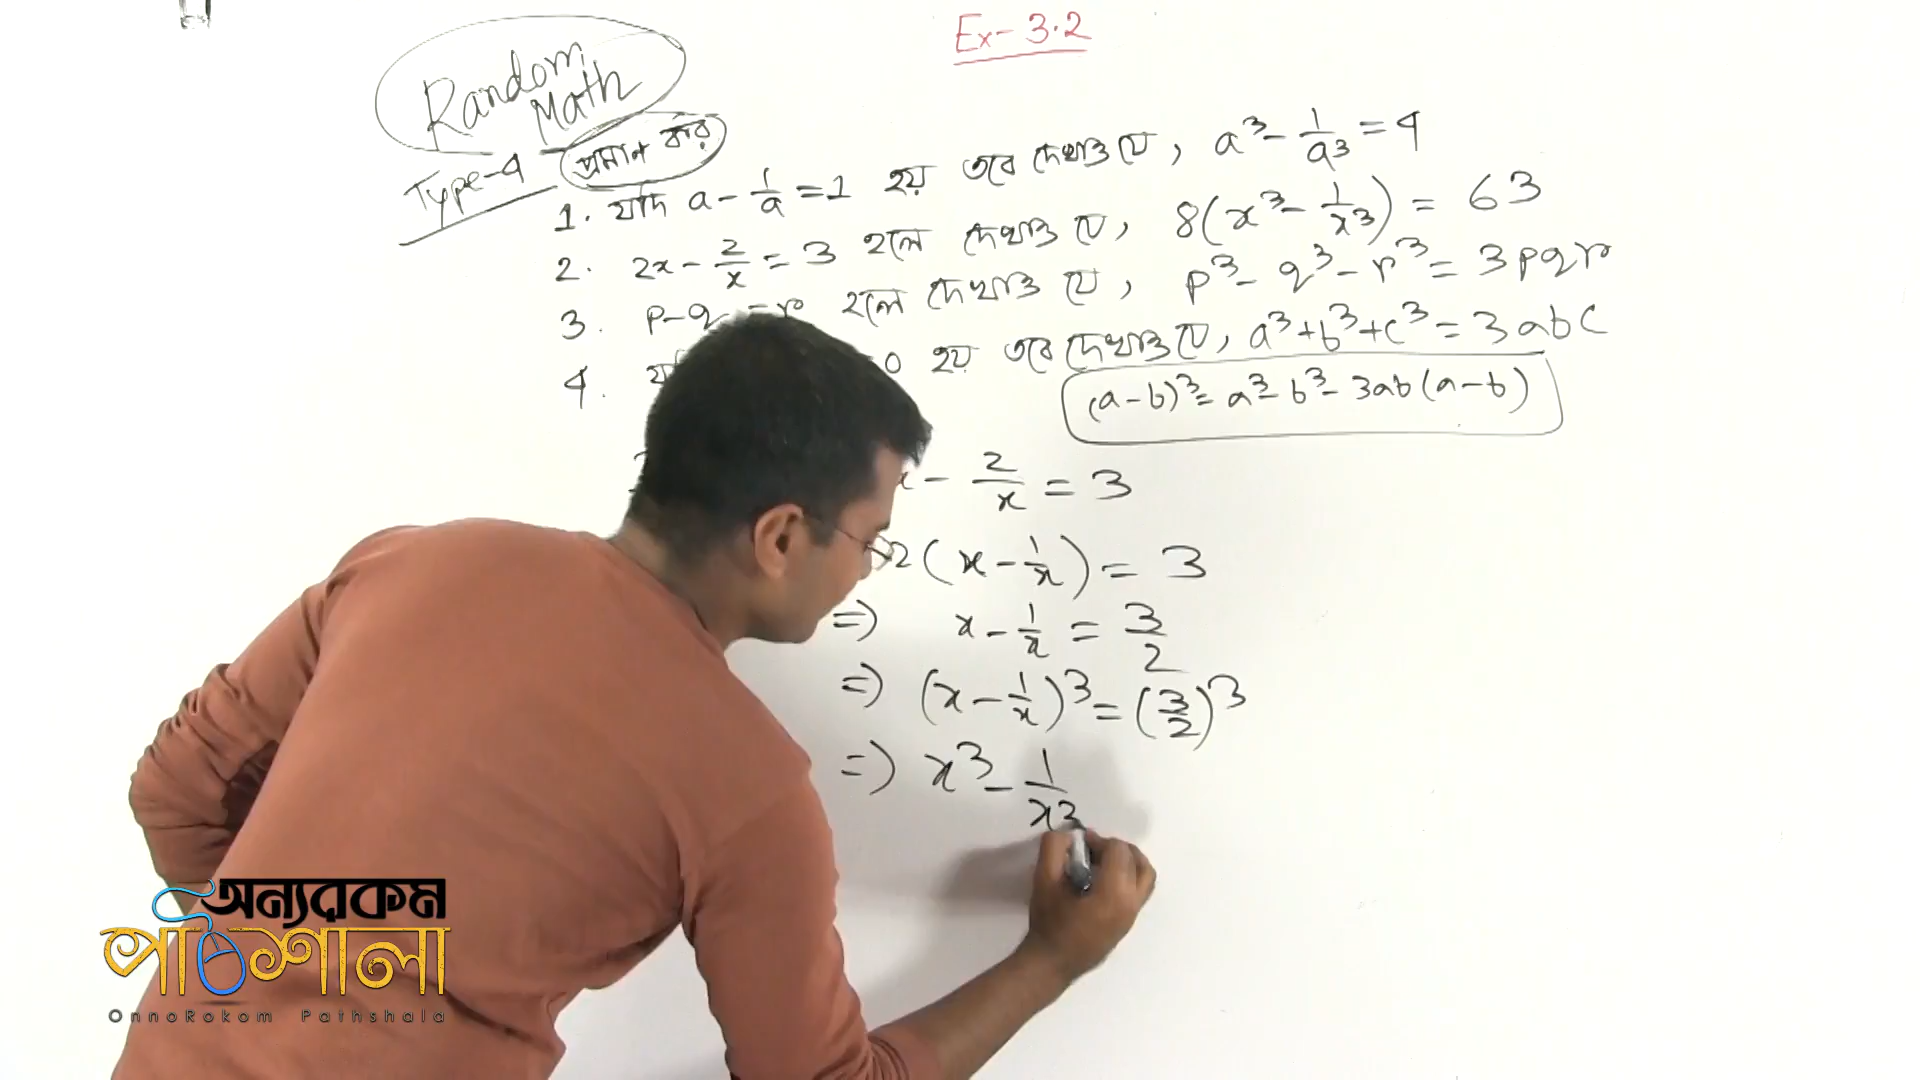 Ex- 3.2
Random
Math
Type-4 প্রমাণ কর
1. যদি a - 1/a = 1 হয় তবে দেখাও যে, a³ - 1/a³ = 4
2. 2x - 2/x = 3 হলে দেখাও যে, 8(x³ - 1/x³) = 63
3. p - q = r হলে দেখাও যে, p³ - q³ - r³ = 3pqr
4. 0 হয় তবে দেখাও যে, a³ + b³ + c³ = 3abc
(a-b)³ = a³ - b³ - 3ab(a-b)
x - 2/x = 3
2(x - 1/x) = 3
=> x - 1/x = 3/2
=> (x - 1/x)³ = (3/2)³
=> x³ - 1/x³
অন্যরকম
পাঠশালা
OnnoRokom Pathshala